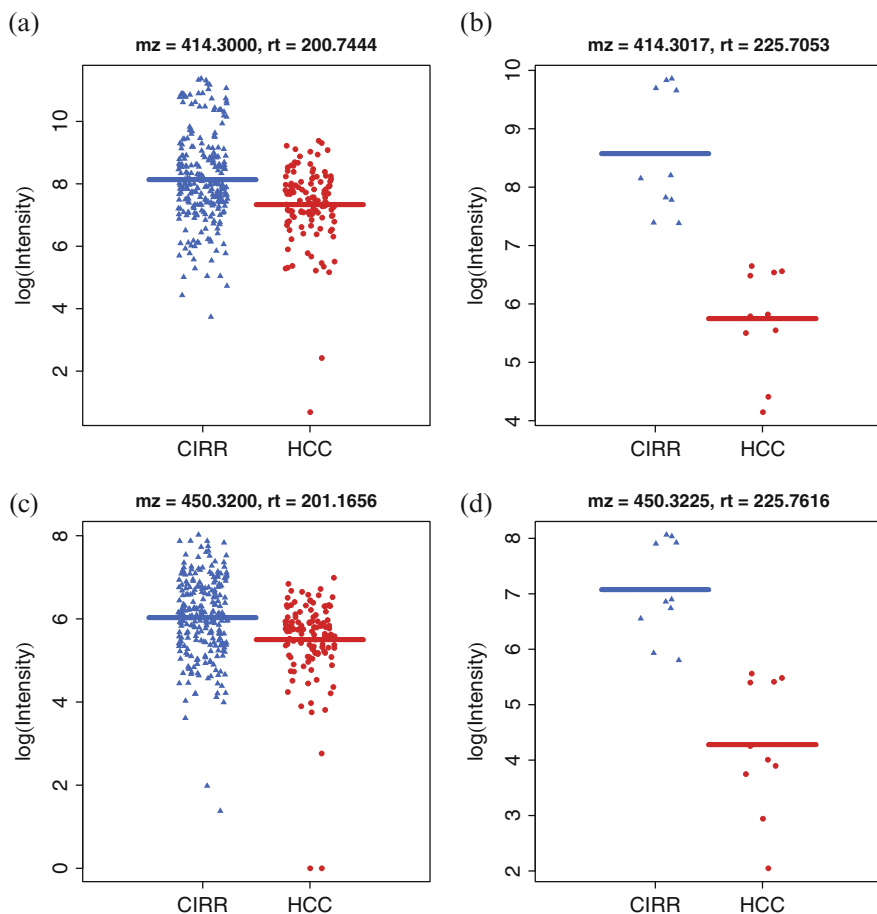 (a)
mz = 414.3000, rt = 200.7444
log(Intensity)
10
8
6
4
2
CIRR
HCC
(b)
mz = 414.3017, rt = 225.7053
log(Intensity)
10
9
8
7
6
5
4
CIRR
HCC
(c)
mz = 450.3200, rt = 201.1656
log(Intensity)
8
6
4
2
0
CIRR
HCC
(d)
mz = 450.3225, rt = 225.7616
log(Intensity)
8
7
6
5
4
3
2
CIRR
HCC